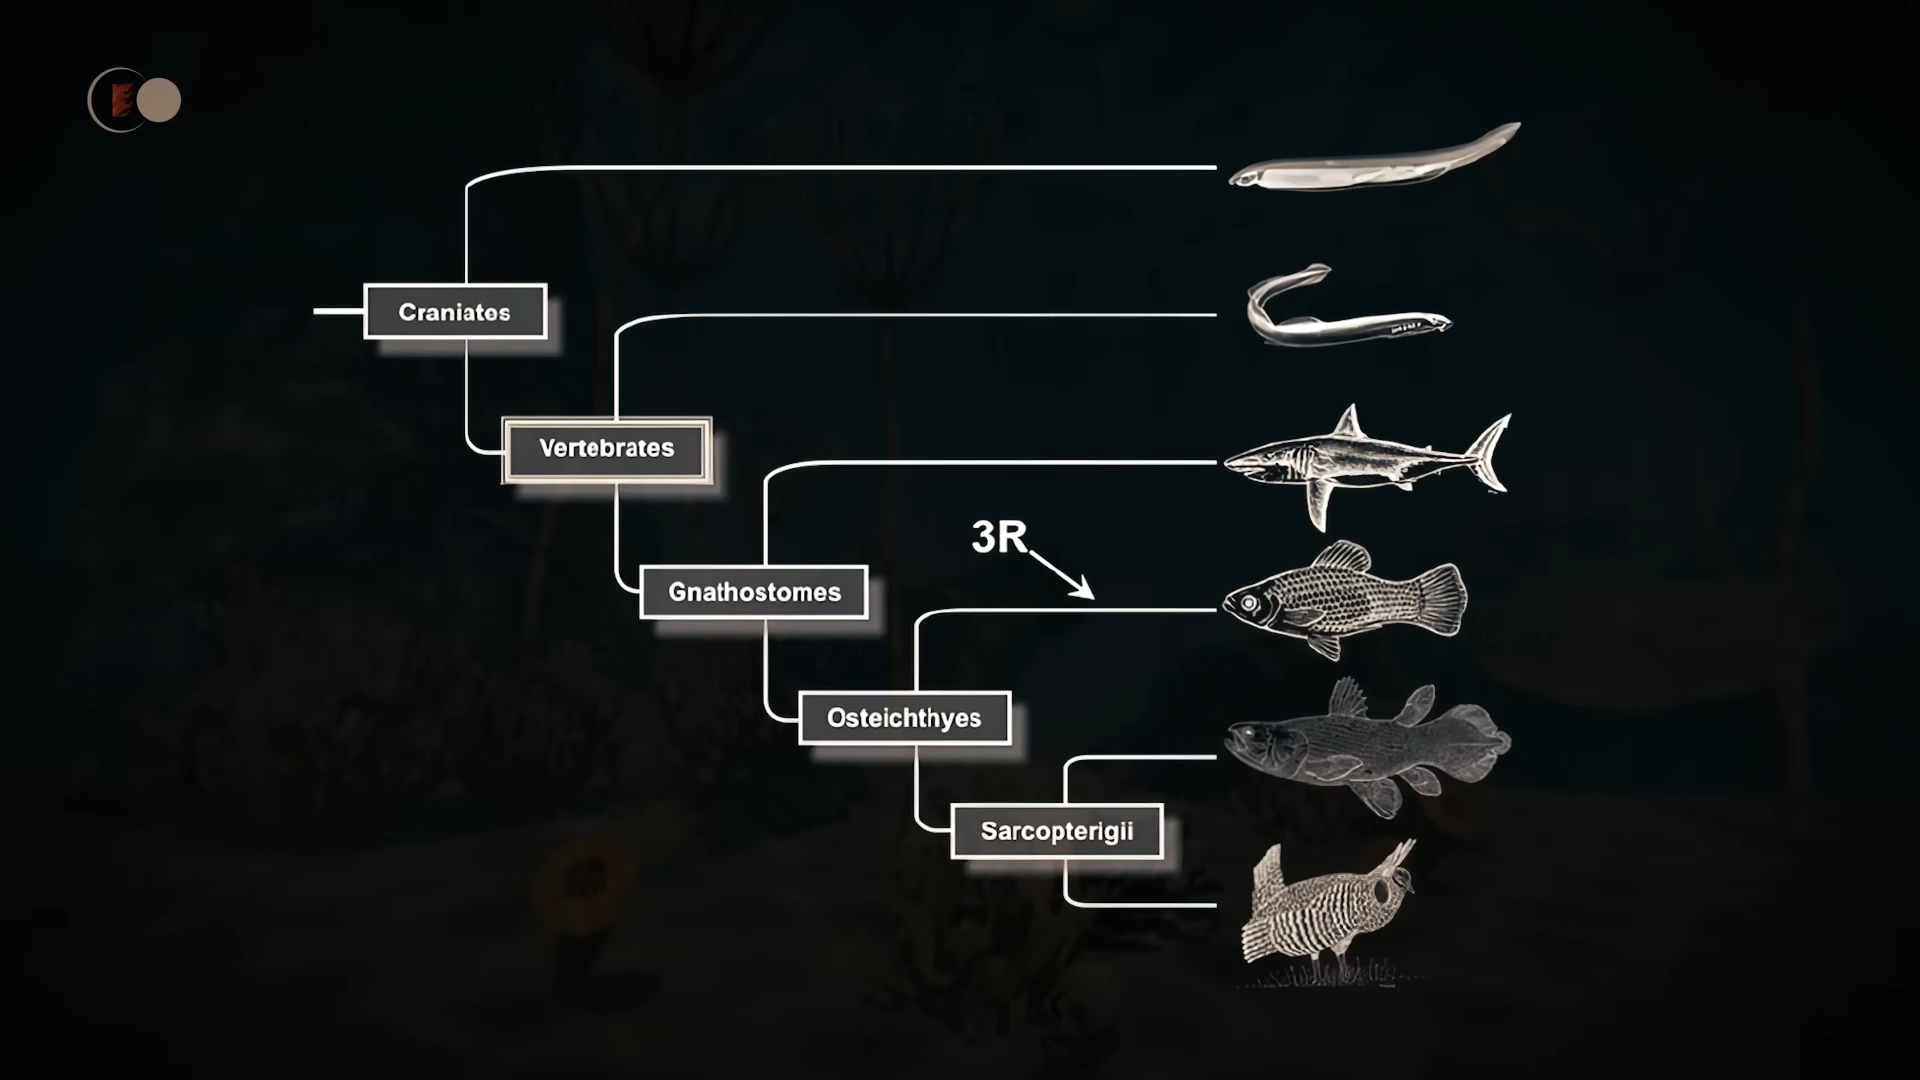 Craniates
Vertebrates
3R
Gnathostomes
Osteichthyes
Sarcopterigii